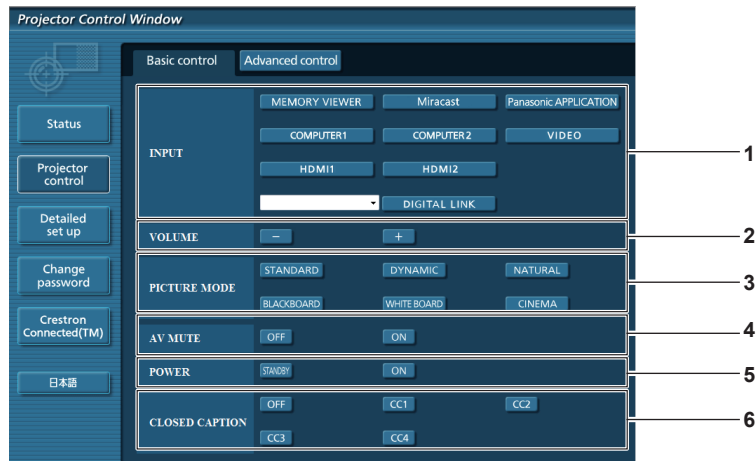 Projector Control Window
Basic control Advanced control
Status
Projector control
Detailed set up
Change password
Crestron Connected(TM)
日本語
INPUT
MEMORY VIEWER Miracast Panasonic APPLICATION
COMPUTER1 COMPUTER2 VIDEO
HDMI1 HDMI2
DIGITAL LINK
1
VOLUME - +
2
PICTURE MODE
STANDARD DYNAMIC NATURAL
BLACKBOARD WHITE BOARD CINEMA
3
AV MUTE OFF ON
4
POWER STANDBY ON
5
CLOSED CAPTION
OFF CC1 CC2
CC3 CC4
6